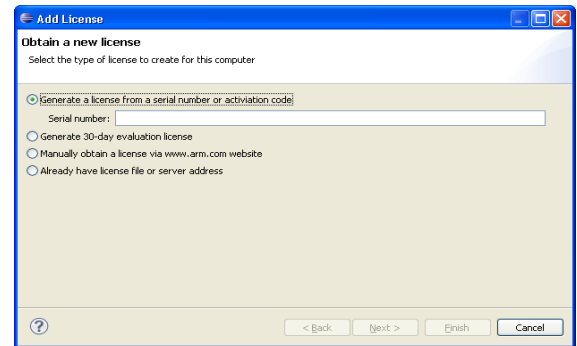 Add License
Obtain a new license
Select the type of license to create for this computer
Generate a license from a serial number or activiation code
Serial number:
Generate 30-day evaluation license
Manually obtain a license via www.arm.com website
Already have license file or server address
?
< Back Next > Finish Cancel